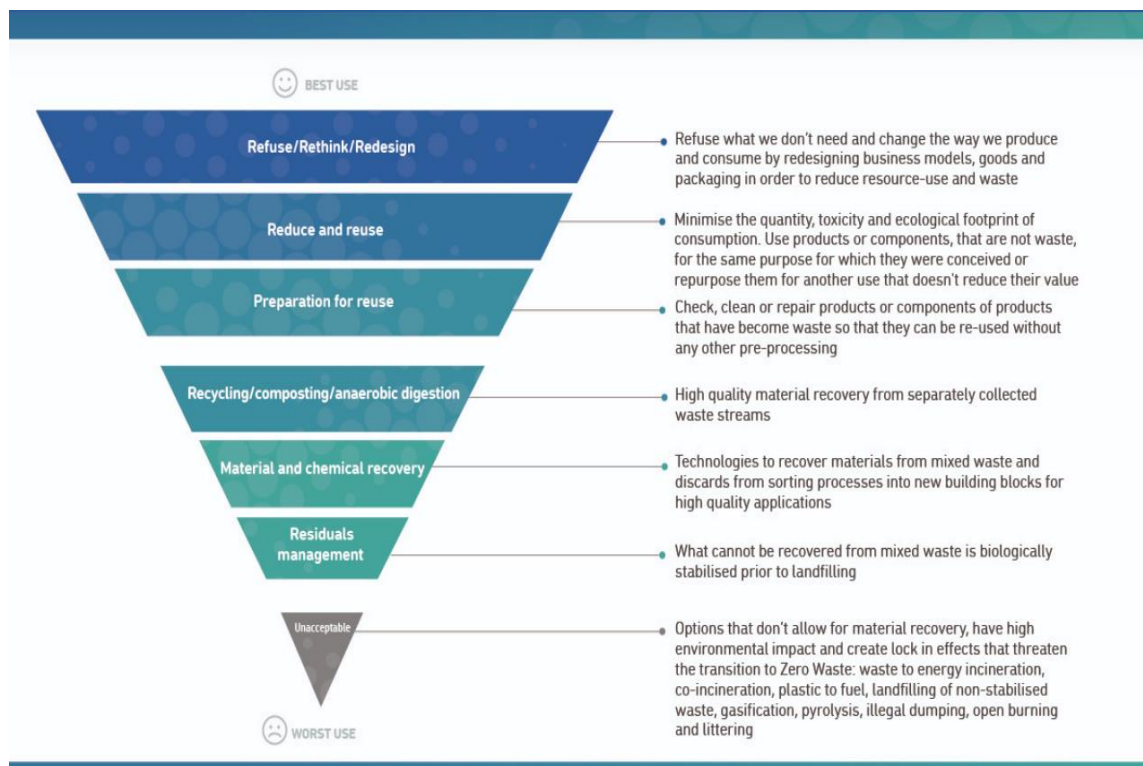 BEST USE
Refuse/Rethink/Redesign
Refuse what we don't need and change the way we produce
and consume by redesigning business models, goods and
packaging in order to reduce resource-use and waste
Reduce and reuse
Minimise the quantity, toxicity and ecological footprint of
consumption. Use products or components, that are not waste,
for the same purpose for which they were conceived or
repurpose them for another use that doesn't reduce their value
Preparation for reuse
Check, clean or repair products or components of products
that have become waste so that they can be re-used without
any other pre-processing
Recycling/composting/anaerobic digestion
High quality material recovery from separately collected
waste streams
Material and chemical recovery
Technologies to recover materials from mixed waste and
discards from sorting processes into new building blocks for
high quality applications
Residuals
management
What cannot be recovered from mixed waste is biologically
stabilised prior to landfilling
Unacceptable
Options that don't allow for material recovery, have high
environmental impact and create lock in effects that threaten
the transition to Zero Waste: waste to energy incineration,
co-incineration, plastic to fuel, landfilling of non-stabilised
waste, gasification, pyrolysis, illegal dumping, open burning
and littering
WORST USE